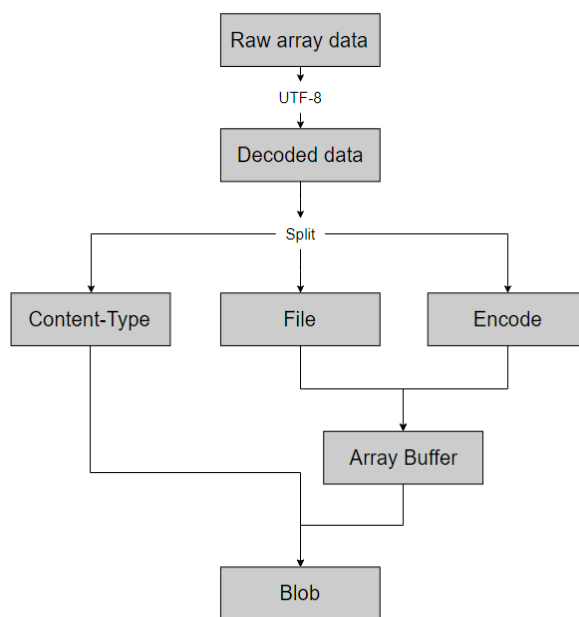 Raw array data
UTF-8
Decoded data
Split
Content-Type
File
Encode
Array Buffer
Blob